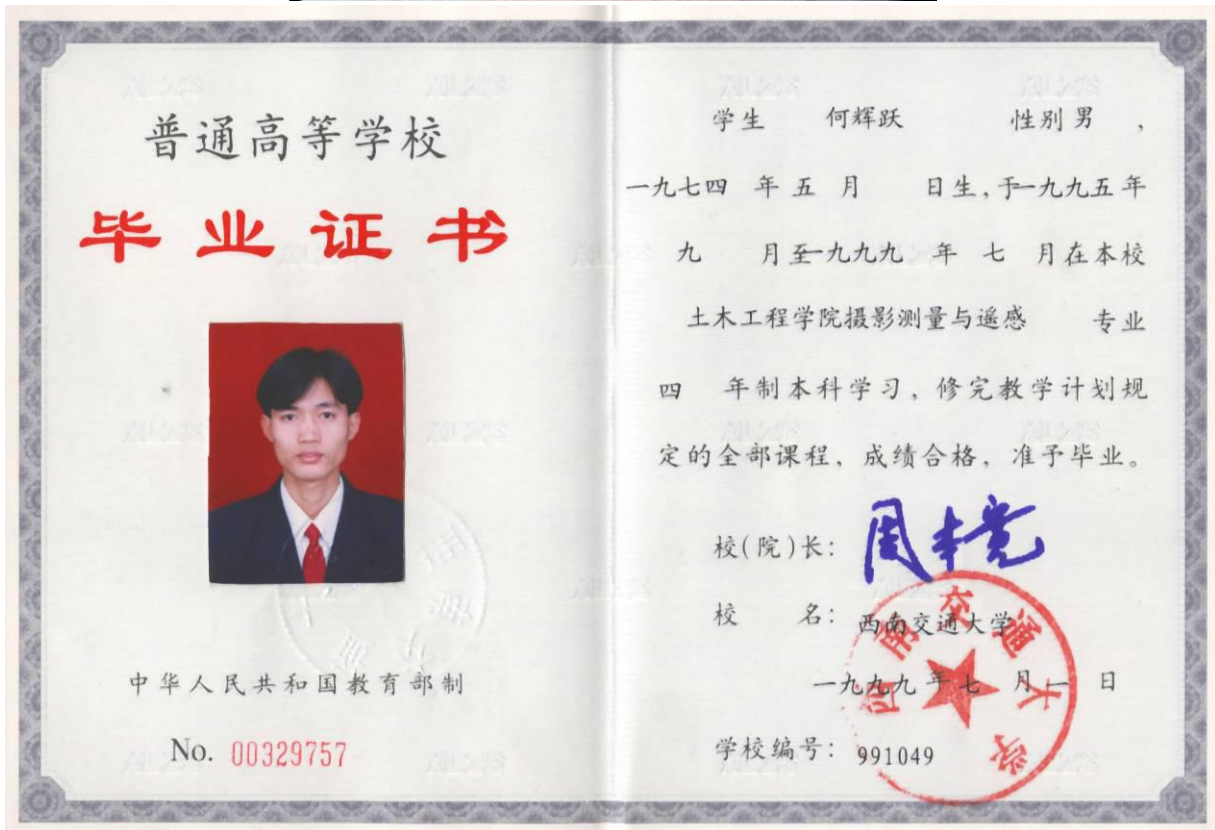 普通高等学校
毕业证书
中华人民共和国教育部制
No. 00329757
学生 何辉跃 性别 男 ,
一九七四 年 五 月 日生,于一九九五年
九 月至一九九九 年 七 月在本校
土木工程学院摄影测量与遥感 专业
四 年制本科学习,修完教学计划规
定的全部课程、成绩合格,准予毕业。
校(院)长:
校 名: 西南交通大学
西南交通大学
一九九九 年 七 月 一 日
学校编号: 991049